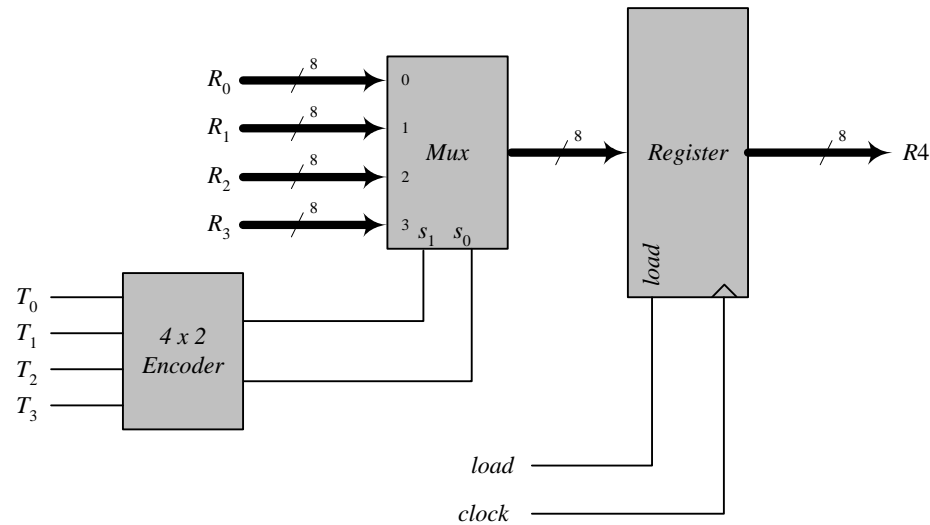 R0
8
R1
8
R2
8
R3
8
0
1
2
3
Mux
s1 s0
8
Register
load
8
R4
T0
T1
T2
T3
4 x 2
Encoder
load
clock